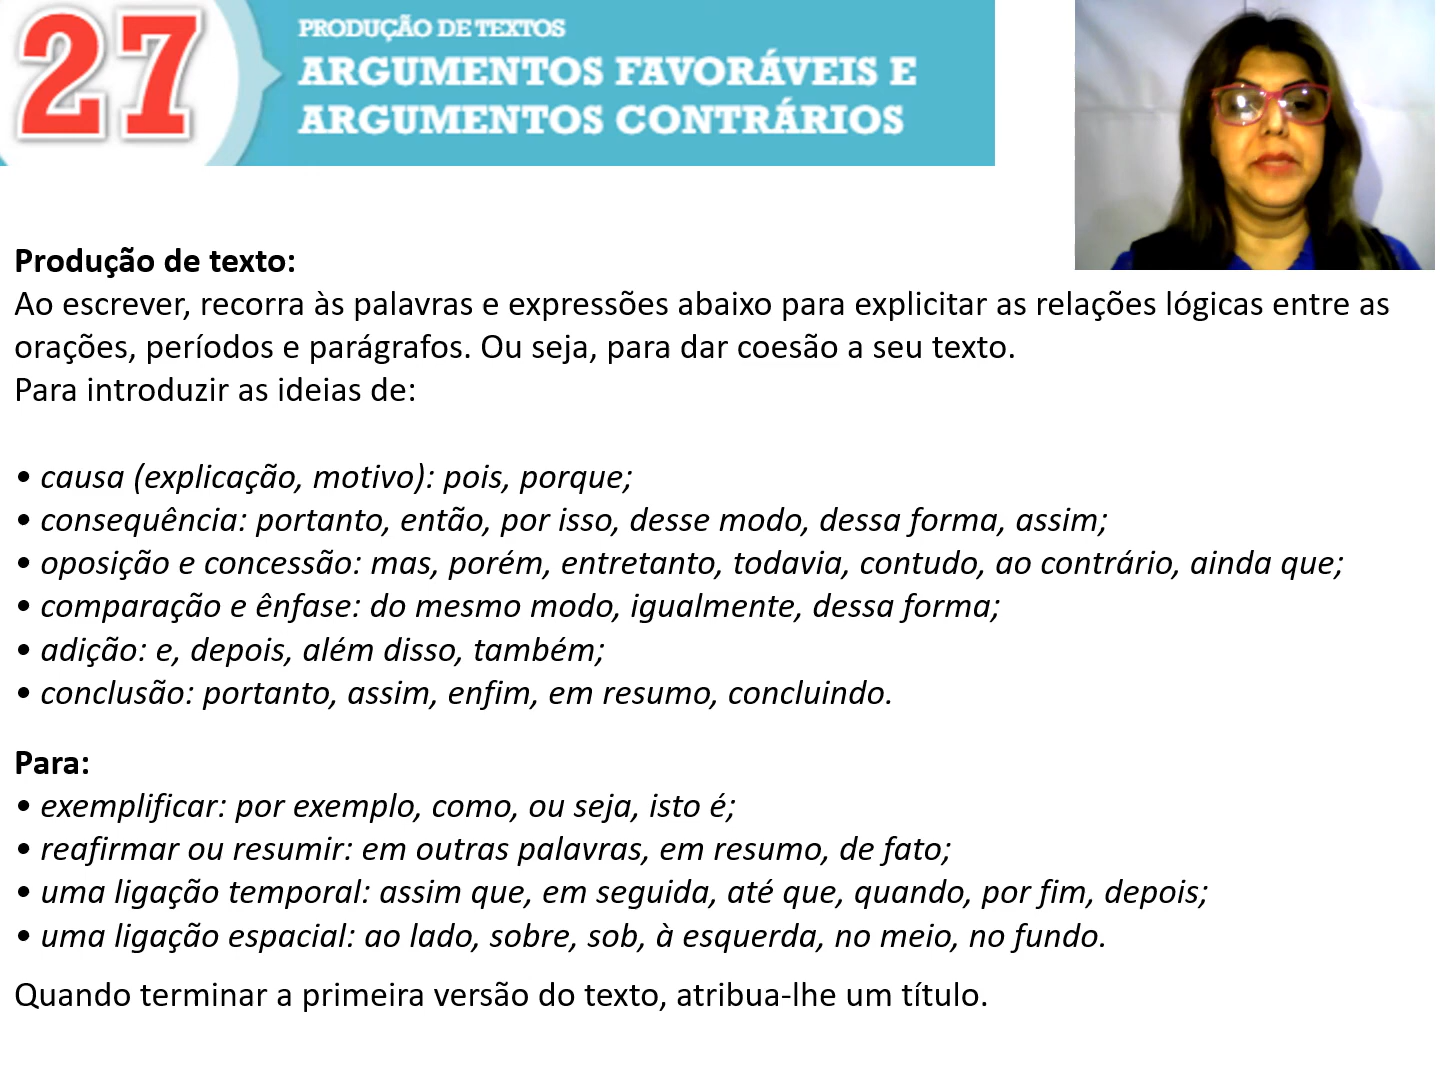 27
PRODUÇÃO DE TEXTOS
ARGUMENTOS FAVORÁVEIS E
ARGUMENTOS CONTRÁRIOS
Produção de texto:
Ao escrever, recorra às palavras e expressões abaixo para explicitar as relações lógicas entre as
orações, períodos e parágrafos. Ou seja, para dar coesão a seu texto.
Para introduzir as ideias de:
• causa (explicação, motivo): pois, porque;
• consequência: portanto, então, por isso, desse modo, dessa forma, assim;
• oposição e concessão: mas, porém, entretanto, todavia, contudo, ao contrário, ainda que;
• comparação e ênfase: do mesmo modo, igualmente, dessa forma;
• adição: e, depois, além disso, também;
• conclusão: portanto, assim, enfim, em resumo, concluindo.
Para:
• exemplificar: por exemplo, como, ou seja, isto é;
• reafirmar ou resumir: em outras palavras, em resumo, de fato;
• uma ligação temporal: assim que, em seguida, até que, quando, por fim, depois;
• uma ligação espacial: ao lado, sobre, sob, à esquerda, no meio, no fundo.
Quando terminar a primeira versão do texto, atribua-lhe um título.